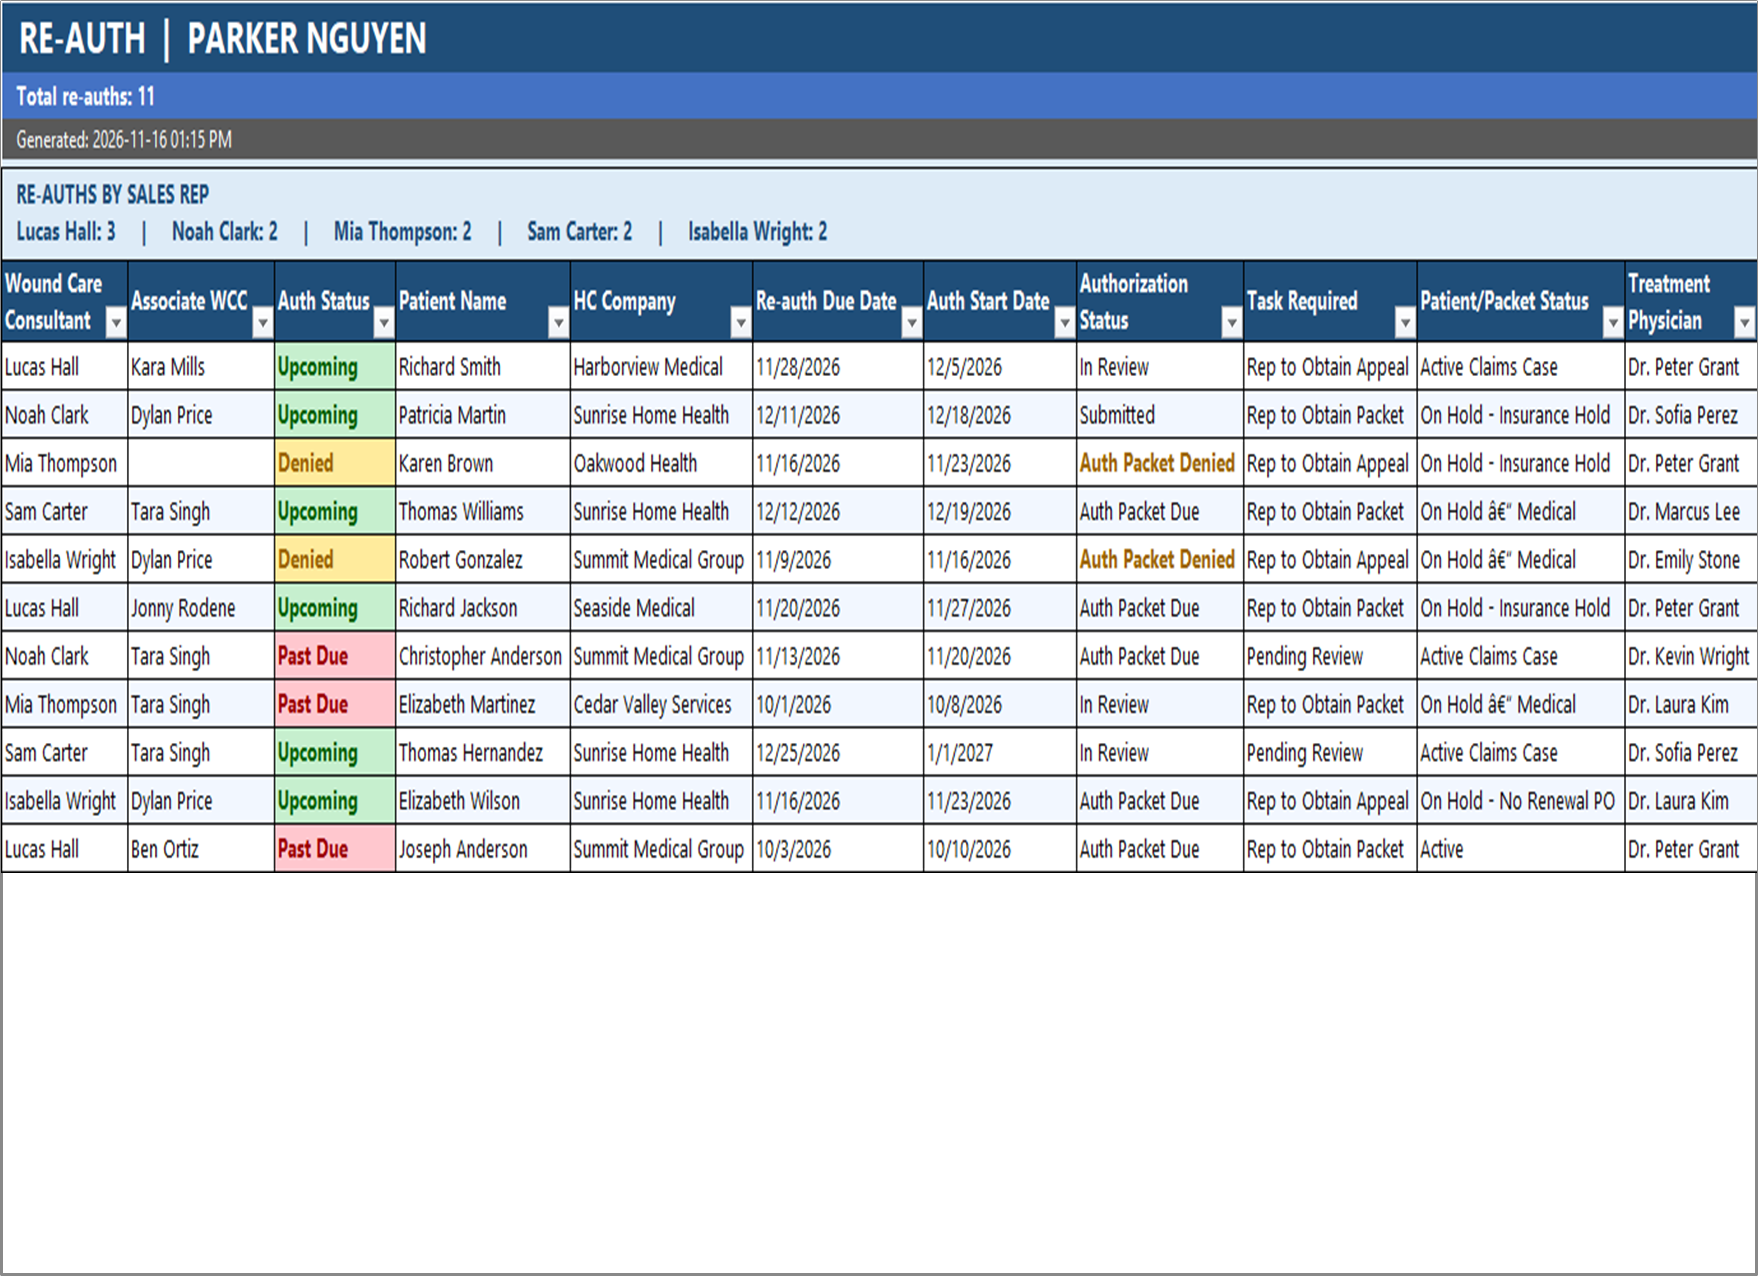 RE-AUTH | PARKER NGUYEN
Total re-auths: 11
Generated: 2026-11-16 01:15 PM
RE-AUTHS BY SALES REP
Lucas Hall: 3 | Noah Clark: 2 | Mia Thompson: 2 | Sam Carter: 2 | Isabella Wright: 2
Wound Care Consultant Associate WCC Auth Status Patient Name HC Company Re-auth Due Date Auth Start Date Authorization Status Task Required Patient/Packet Status Treatment Physician
Lucas Hall Kara Mills Upcoming Richard Smith Harborview Medical 11/28/2026 12/5/2026 In Review Rep to Obtain Appeal Active Claims Case Dr. Peter Grant
Noah Clark Dylan Price Upcoming Patricia Martin Sunrise Home Health 12/11/2026 12/18/2026 Submitted Rep to Obtain Packet On Hold - Insurance Hold Dr. Sofia Perez
Mia Thompson Denied Karen Brown Oakwood Health 11/16/2026 11/23/2026 Auth Packet Denied Rep to Obtain Appeal On Hold - Insurance Hold Dr. Peter Grant
Sam Carter Tara Singh Upcoming Thomas Williams Sunrise Home Health 12/12/2026 12/19/2026 Auth Packet Due Rep to Obtain Packet On Hold â€“ Medical Dr. Marcus Lee
Isabella Wright Dylan Price Denied Robert Gonzalez Summit Medical Group 11/9/2026 11/16/2026 Auth Packet Denied Rep to Obtain Appeal On Hold â€“ Medical Dr. Emily Stone
Lucas Hall Jonny Rodene Upcoming Richard Jackson Seaside Medical 11/20/2026 11/27/2026 Auth Packet Due Rep to Obtain Packet On Hold - Insurance Hold Dr. Peter Grant
Noah Clark Tara Singh Past Due Christopher Anderson Summit Medical Group 11/13/2026 11/20/2026 Auth Packet Due Pending Review Active Claims Case Dr. Kevin Wright
Mia Thompson Tara Singh Past Due Elizabeth Martinez Cedar Valley Services 10/1/2026 10/8/2026 In Review Rep to Obtain Packet On Hold â€“ Medical Dr. Laura Kim
Sam Carter Tara Singh Upcoming Thomas Hernandez Sunrise Home Health 12/25/2026 1/1/2027 In Review Pending Review Active Claims Case Dr. Sofia Perez
Isabella Wright Dylan Price Upcoming Elizabeth Wilson Sunrise Home Health 11/16/2026 11/23/2026 Auth Packet Due Rep to Obtain Appeal On Hold - No Renewal PO Dr. Laura Kim
Lucas Hall Ben Ortiz Past Due Joseph Anderson Summit Medical Group 10/3/2026 10/10/2026 Auth Packet Due Rep to Obtain Packet Active Dr. Peter Grant